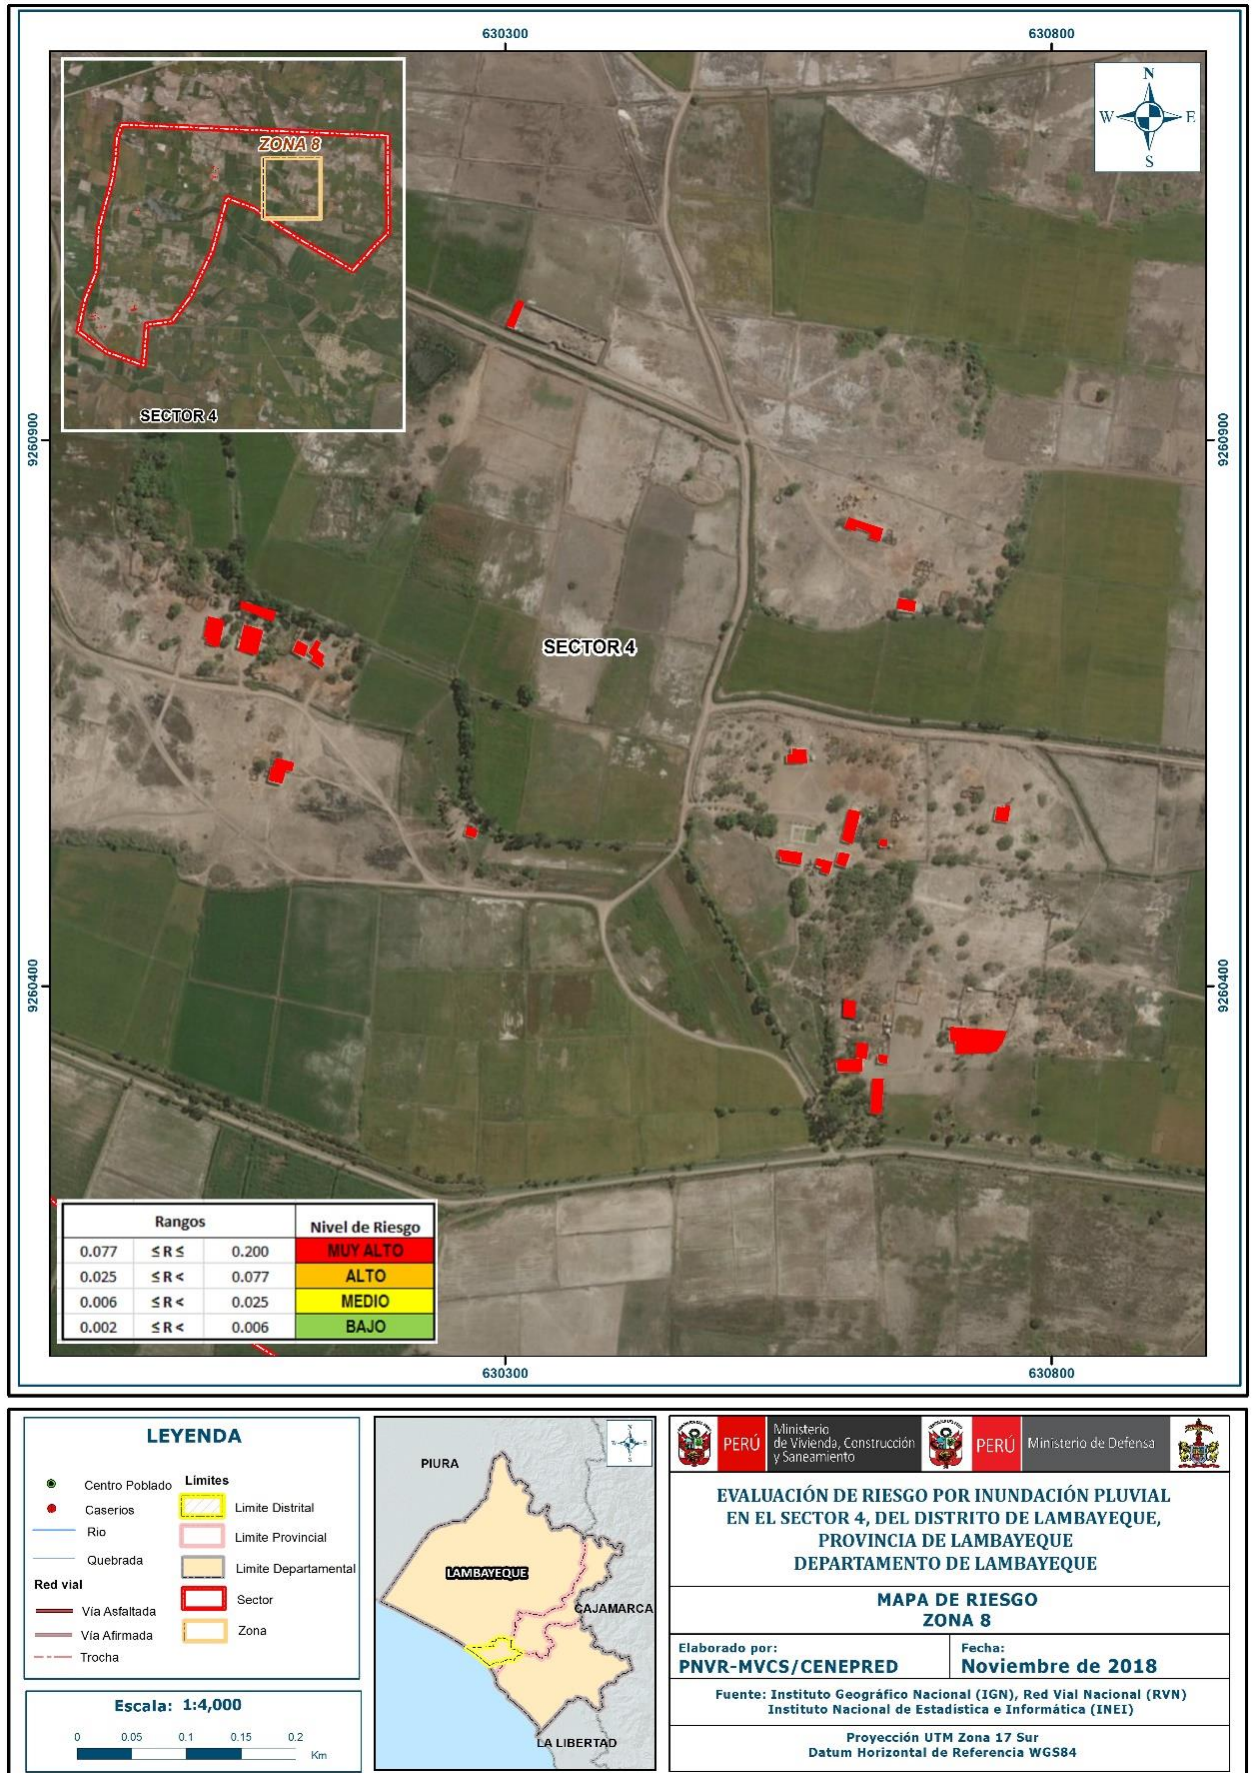 630300
630800
ZONA 8
SECTOR 4
N
W
E
S
9260900
9260900
SECTOR 4
9260400
9260400
Rangos
Nivel de Riesgo
0.077 ≤ R ≤ 0.200 MUY ALTO
0.025 ≤ R < 0.077 ALTO
0.006 ≤ R < 0.025 MEDIO
0.002 ≤ R < 0.006 BAJO
630300
630800
LEYENDA
Centro Poblado
Caserios
Rio
Quebrada
Red vial
Vía Asfaltada
Vía Afirmada
Trocha
Límites
Limite Distrital
Limite Provincial
Limite Departamental
Sector
Zona
Escala: 1:4,000
0 0.05 0.1 0.15 0.2
Km
PIURA
LAMBAYEQUE
CAJAMARCA
LA LIBERTAD
PERÚ
Ministerio
de Vivienda, Construcción
y Saneamiento
PERÚ
Ministerio de Defensa
EVALUACIÓN DE RIESGO POR INUNDACIÓN PLUVIAL
EN EL SECTOR 4, DEL DISTRITO DE LAMBAYEQUE,
PROVINCIA DE LAMBAYEQUE
DEPARTAMENTO DE LAMBAYEQUE
MAPA DE RIESGO
ZONA 8
Elaborado por:
PNVR-MVCS/CENEPRED
Fecha:
Noviembre de 2018
Fuente: Instituto Geográfico Nacional (IGN), Red Vial Nacional (RVN)
Instituto Nacional de Estadística e Informática (INEI)
Proyección UTM Zona 17 Sur
Datum Horizontal de Referencia WGS84